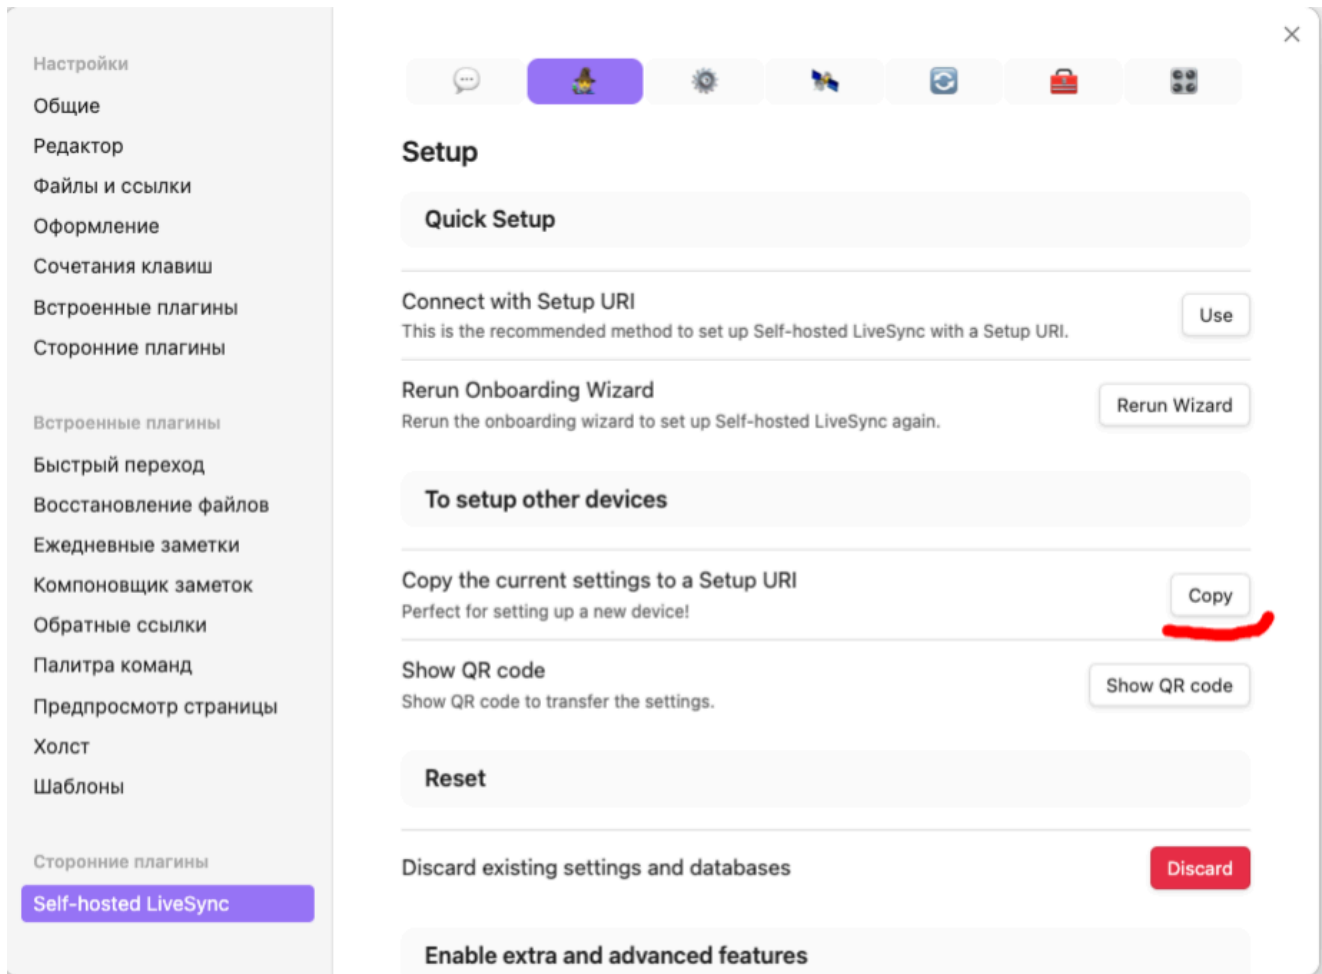 Настройки
Общие
Редактор
Файлы и ссылки
Оформление
Сочетания клавиш
Встроенные плагины
Сторонние плагины
Встроенные плагины
Быстрый переход
Восстановление файлов
Ежедневные заметки
Компоновщик заметок
Обратные ссылки
Палитра команд
Предпросмотр страницы
Холст
Шаблоны
Сторонние плагины
Self-hosted LiveSync
Setup
Quick Setup
Connect with Setup URI
This is the recommended method to set up Self-hosted LiveSync with a Setup URI.
Use
Rerun Onboarding Wizard
Rerun the onboarding wizard to set up Self-hosted LiveSync again.
Rerun Wizard
To setup other devices
Copy the current settings to a Setup URI
Perfect for setting up a new device!
Copy
Show QR code
Show QR code to transfer the settings.
Show QR code
Reset
Discard existing settings and databases
Discard
Enable extra and advanced features